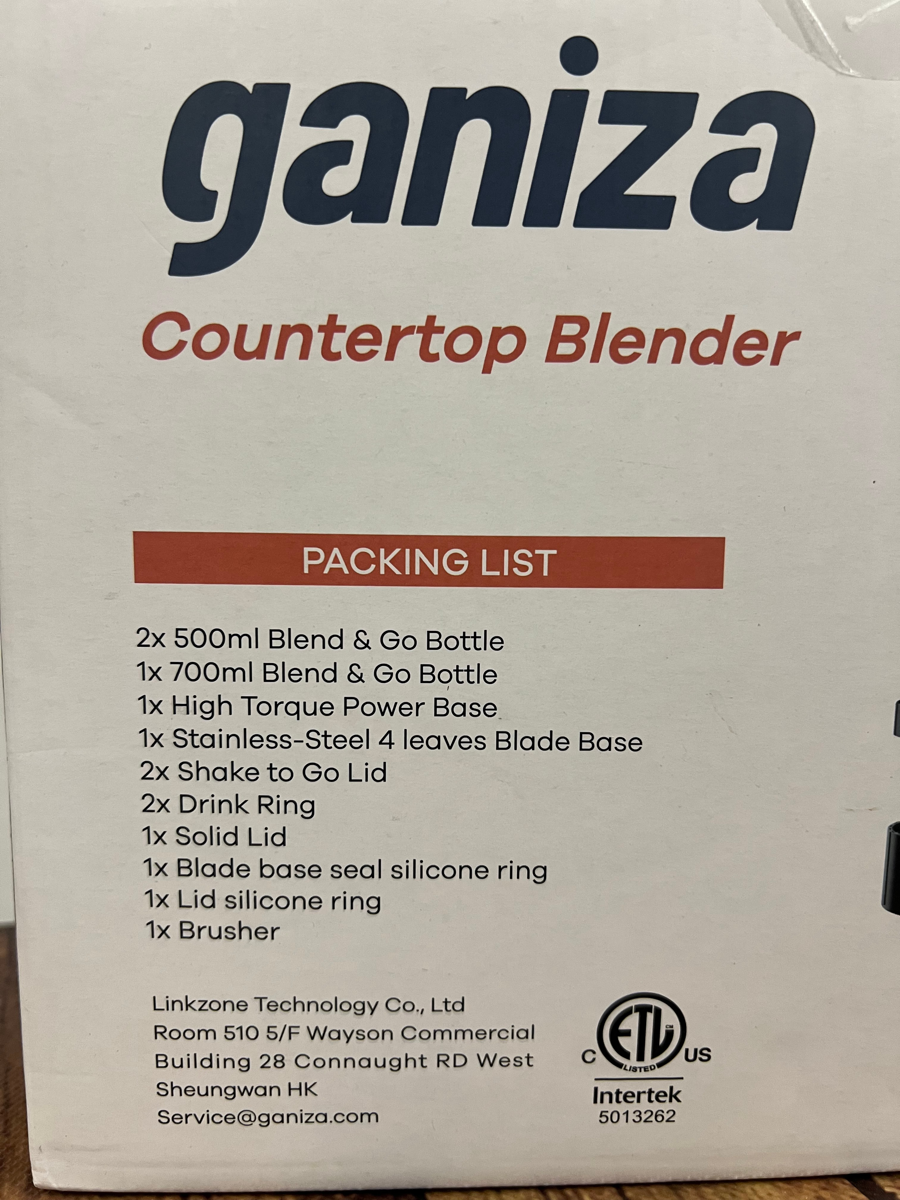 ganiza
Countertop Blender
PACKING LIST
2x 500ml Blend & Go Bottle
1x 700ml Blend & Go Bottle
1x High Torque Power Base
1x Stainless-Steel 4 leaves Blade Base
2x Shake to Go Lid
2x Drink Ring
1x Solid Lid
1x Blade base seal silicone ring
1x Lid silicone ring
1x Brusher
Linkzone Technology Co., Ltd
Room 510 5/F Wayson Commercial
Building 28 Connaught RD West
Sheungwan HK
Service@ganiza.com
C ETL US
LISTED
Intertek
5013262